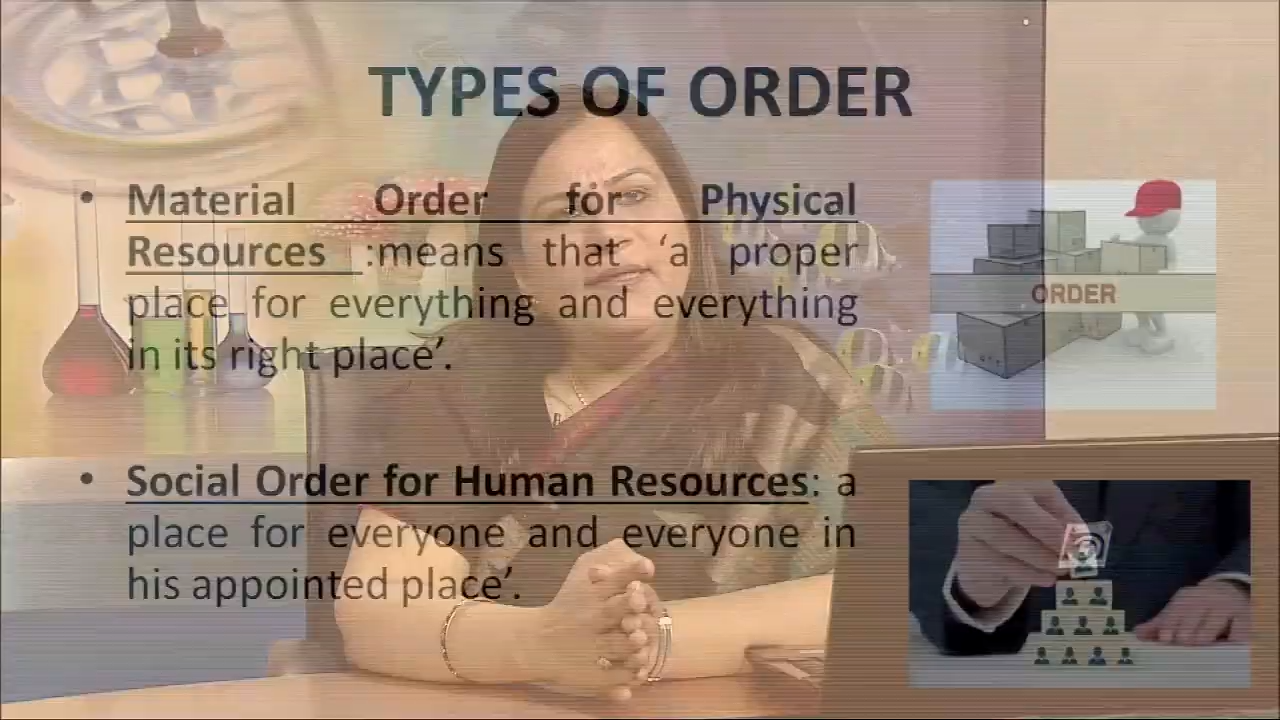 TYPES OF ORDER
• Material Order for Physical
Resources :means that ‘a proper
place for everything and everything
in its right place’.
ORDER
• Social Order for Human Resources: a
place for everyone and everyone in
his appointed place’.